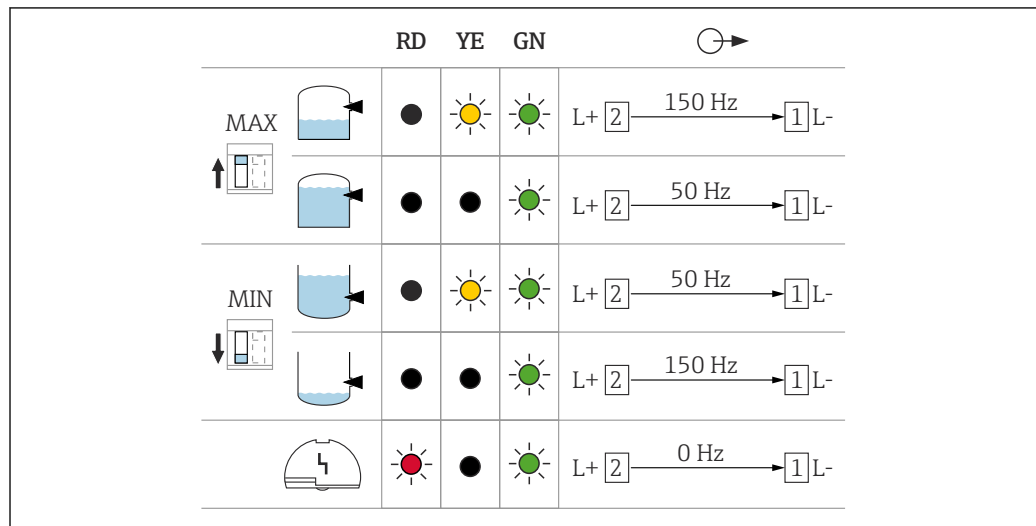 RD YE GN
MAX
L+ 2 150 Hz 1 L-
L+ 2 50 Hz 1 L-
MIN
L+ 2 50 Hz 1 L-
L+ 2 150 Hz 1 L-
L+ 2 0 Hz 1 L-